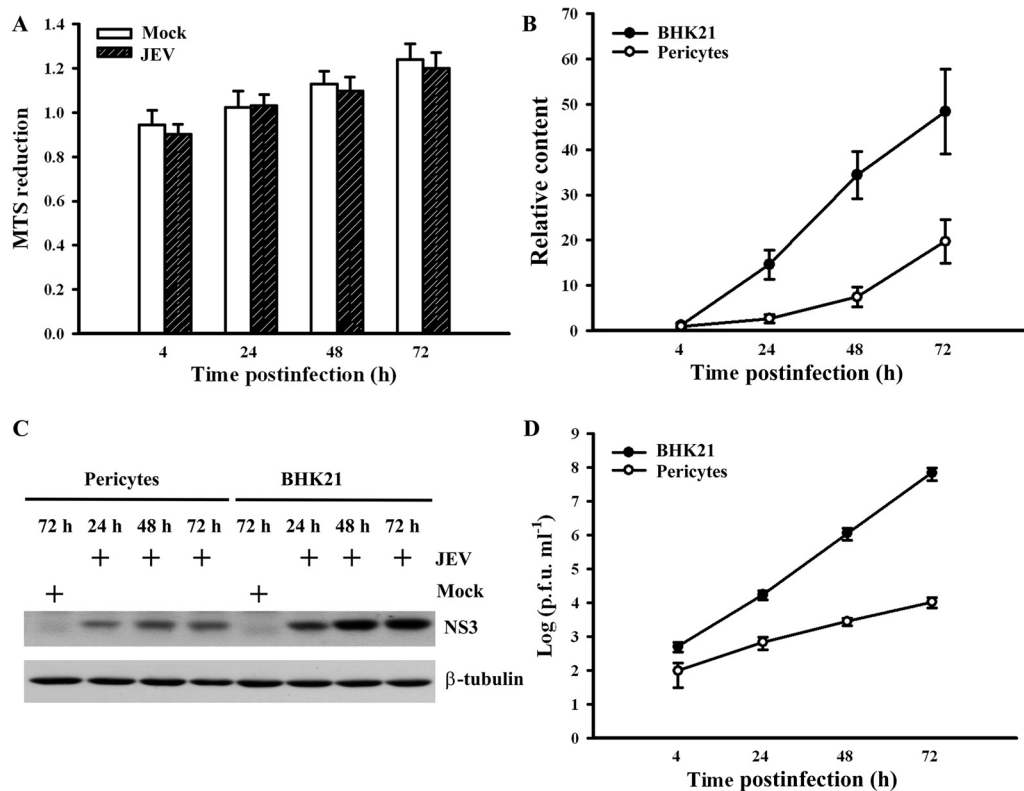 A
1.4
1.2
1.0
0.8
0.6
0.4
0.2
0.0
MTS reduction
Mock
JEV
4 24 48 72
Time postinfection (h)
B
70
60
50
40
30
20
10
0
Relative content
BHK21
Pericytes
4 24 48 72
Time postinfection (h)
C
Pericytes BHK21
72 h 24 h 48 h 72 h 72 h 24 h 48 h 72 h
+ + + + + + JEV
+ + Mock
NS3
β-tubulin
D
9
8
7
6
5
4
3
2
1
0
Log (p.f.u. ml⁻¹)
BHK21
Pericytes
4 24 48 72
Time postinfection (h)